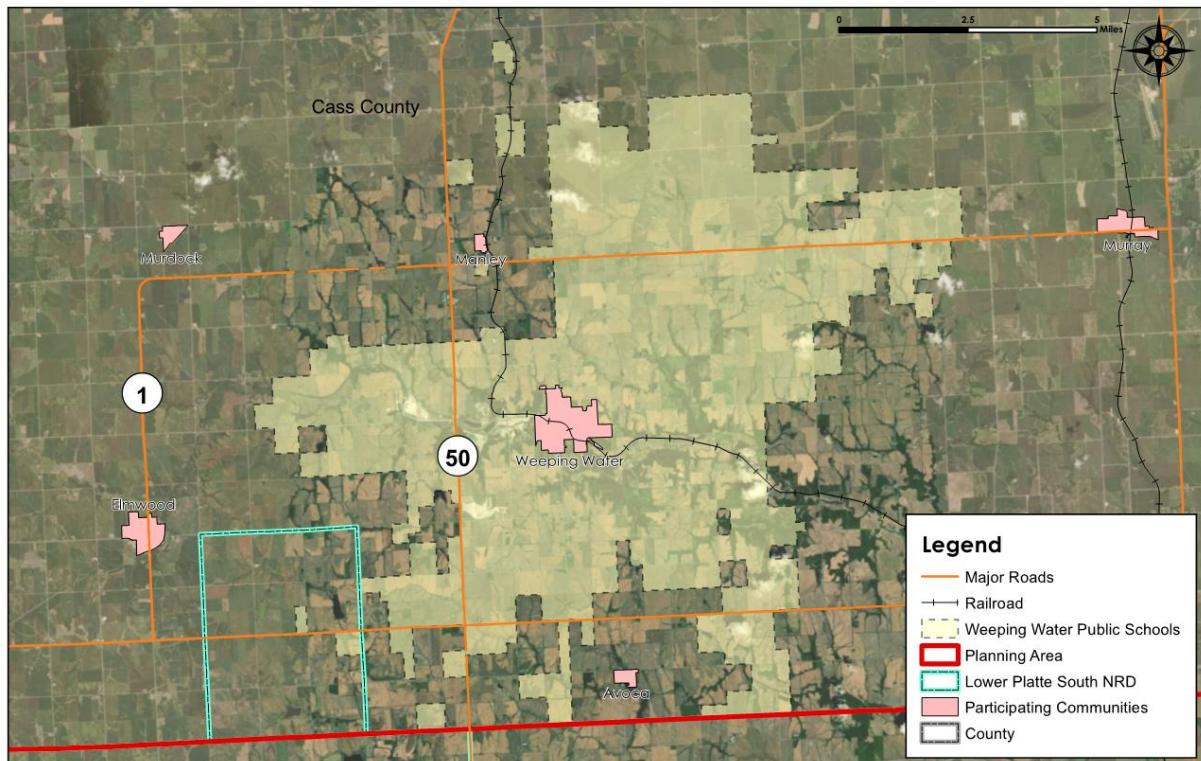 0 2.5 5
Miles
Cass County
Murdock
Manley
Murray
1
50
Weeping Water
Elmwood
Avoca
Legend
Major Roads
Railroad
Weeping Water Public Schools
Planning Area
Lower Platte South NRD
Participating Communities
County